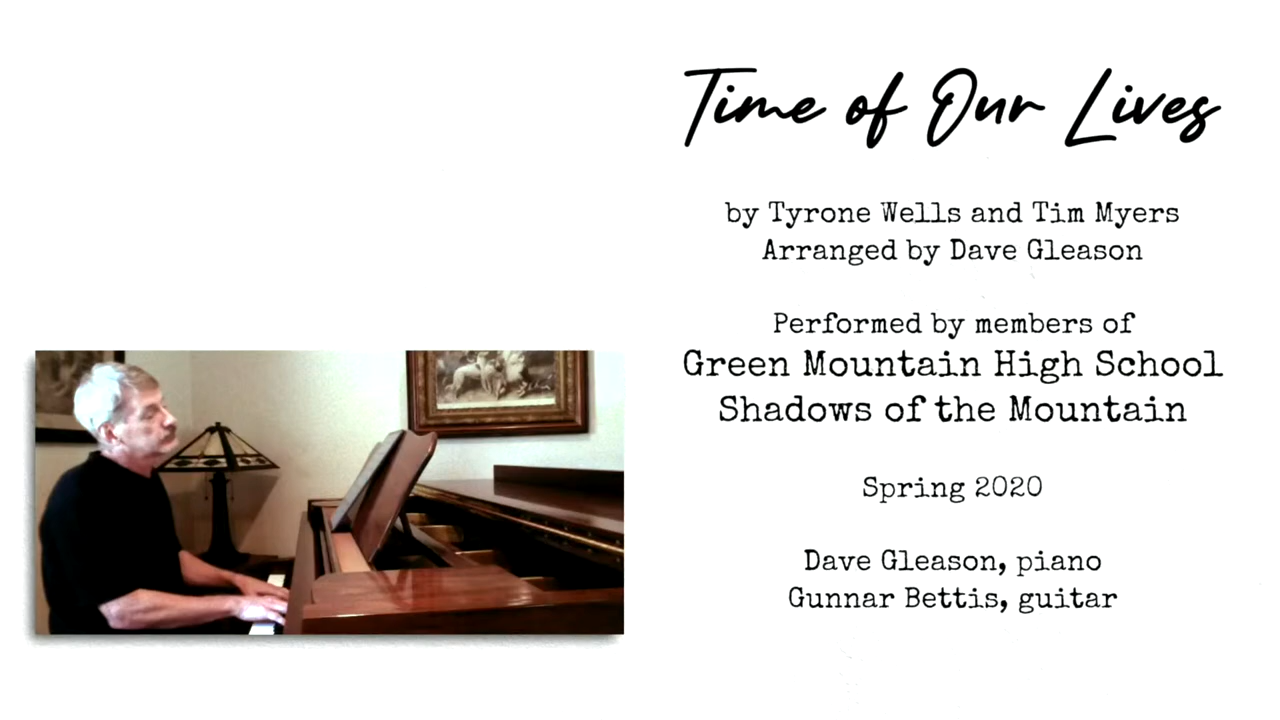 Time of Our Lives
by Tyrone Wells and Tim Myers
Arranged by Dave Gleason
Performed by members of
Green Mountain High School
Shadows of the Mountain
Spring 2020
Dave Gleason, piano
Gunnar Bettis, guitar